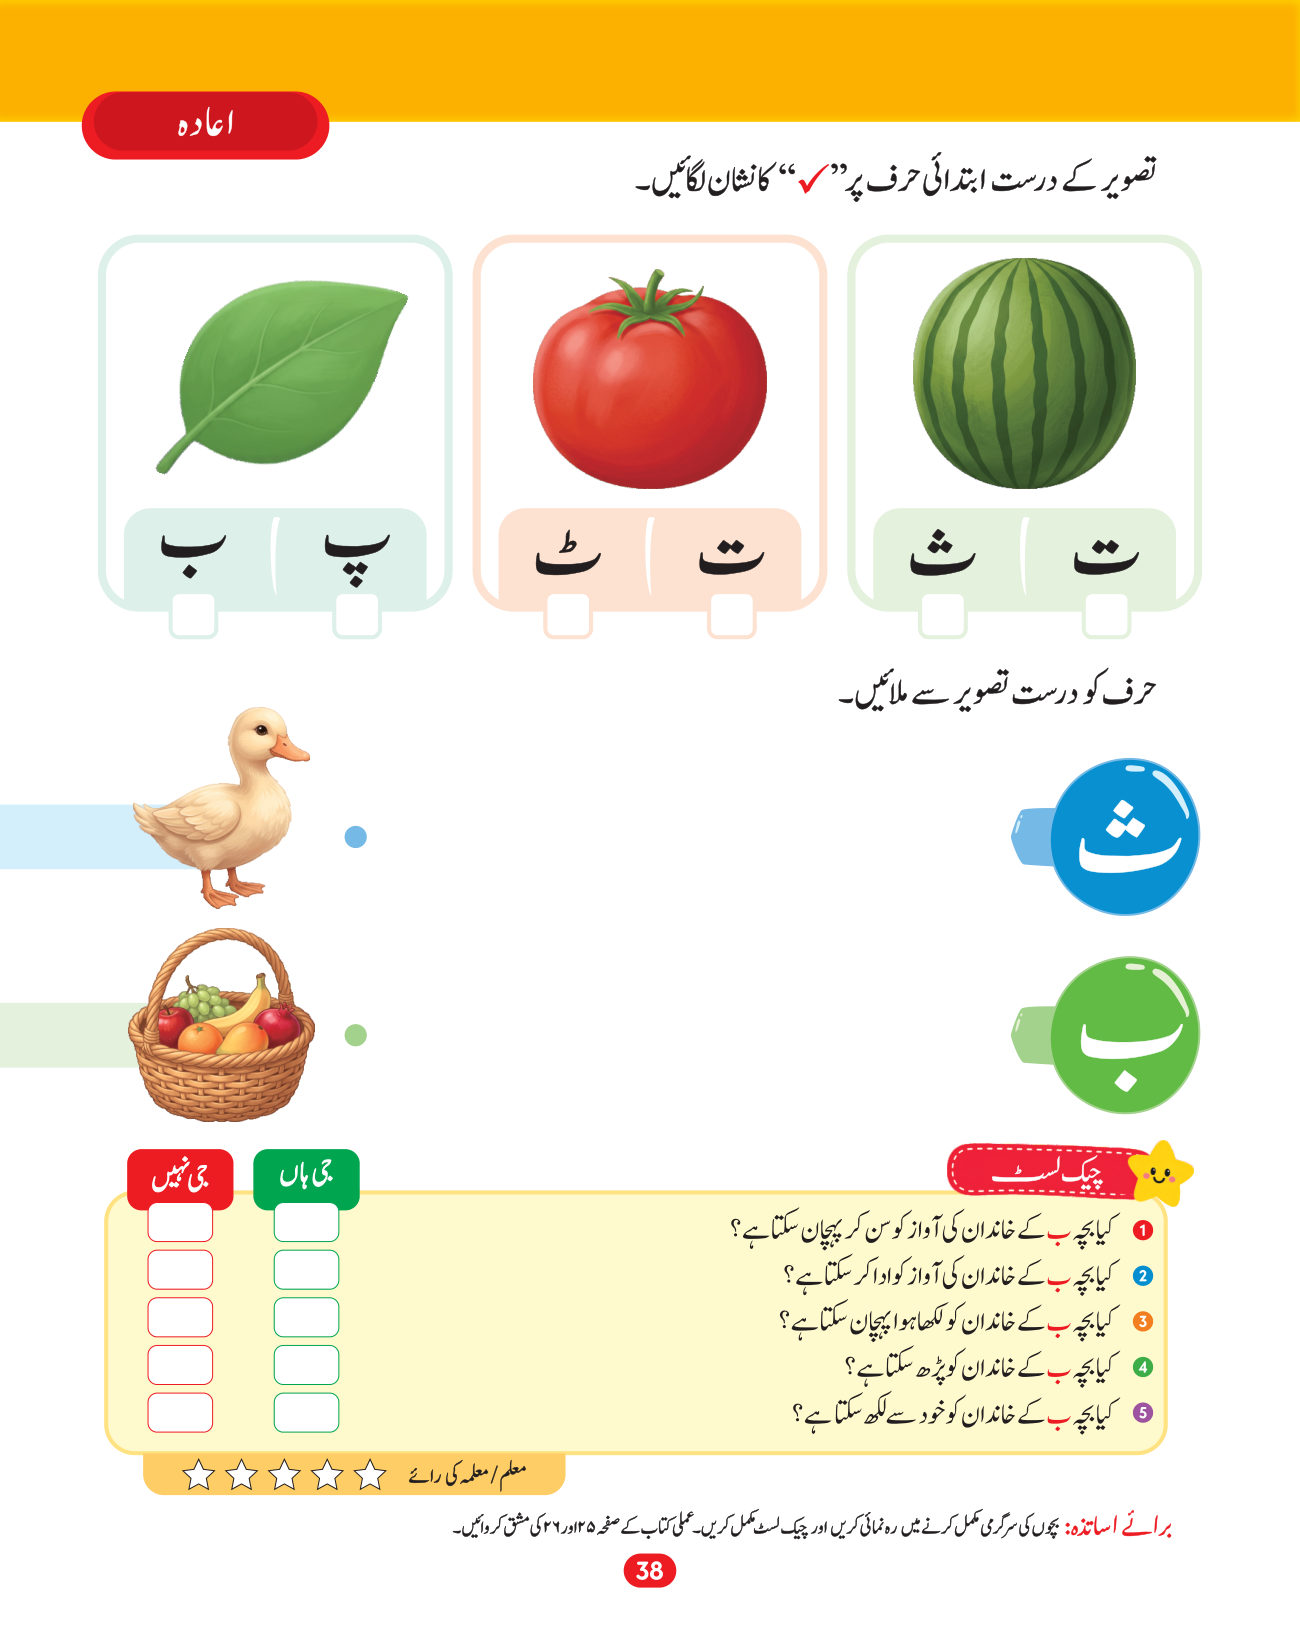 اعادہ
تصویر کے درست ابتدائی حرف پر ”✓“ کا نشان لگائیں۔
ت ث
ت ٹ
پ ب
حرف کو درست تصویر سے ملائیں۔
ث
ب
چیک لسٹ
جی ہاں جی نہیں
1 کیا بچہ ب کے خاندان کی آواز کو سن کر پہچان سکتا ہے؟
2 کیا بچہ ب کے خاندان کی آواز کو ادا کر سکتا ہے؟
3 کیا بچہ ب کے خاندان کو لکھا ہوا پہچان سکتا ہے؟
4 کیا بچہ ب کے خاندان کو پڑھ سکتا ہے؟
5 کیا بچہ ب کے خاندان کو خود سے لکھ سکتا ہے؟
معلم / معلمہ کی رائے
برائے اساتذہ: بچوں کی سرگرمی مکمل کرنے میں رہ نمائی کریں اور چیک لسٹ مکمل کریں۔ عملی کتاب کے صفحہ ۲۵ اور ۲۶ کی مشق کروائیں۔
38